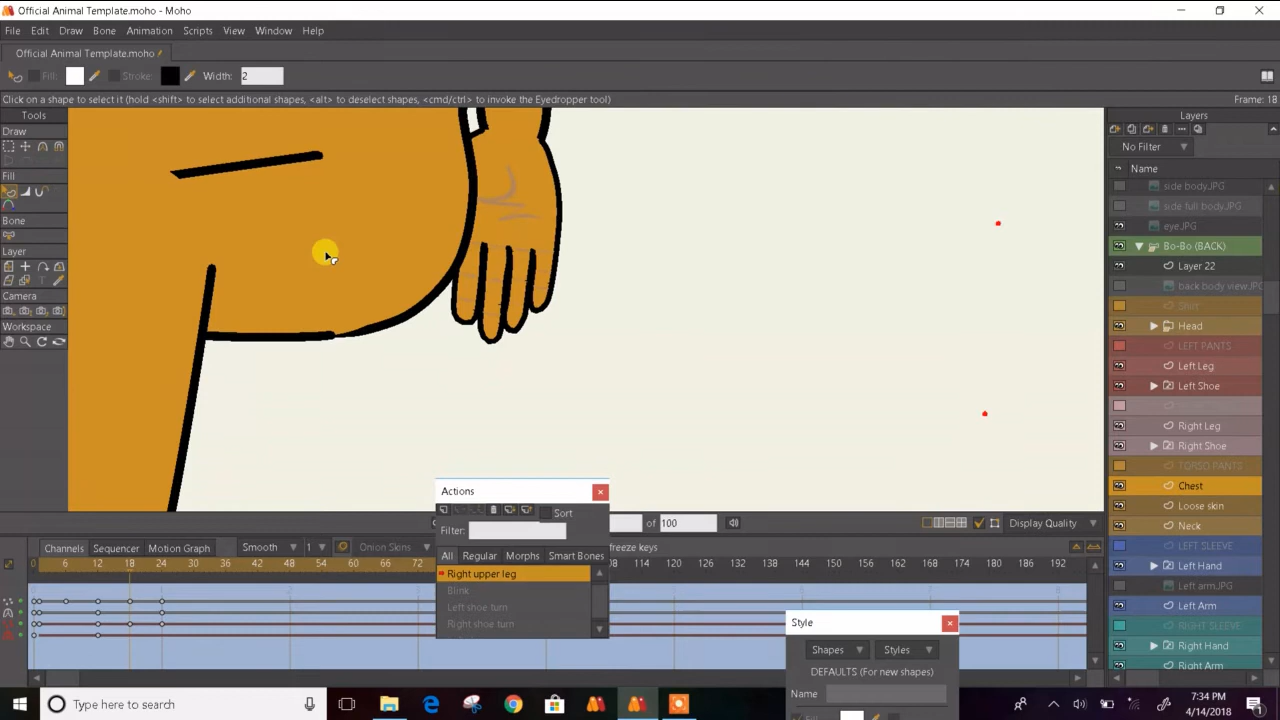 Official Animal Template.moho - Moho
File Edit Draw Bone Animation Scripts View Window Help
Official Animal Template.moho
Fill: Stroke: Width: 2
Click on a shape to select it (hold <shift> to select additional shapes, <alt> to deselect shapes, <cmd/ctrl> to invoke the Eyedropper tool) Frame: 18
Tools
Draw
Fill
Bone
Layer
Camera
Workspace
Layers
No Filter
Name
side body.JPG
side full body.JPG
eye.JPG
Bo-Bo (BACK)
Layer 22
back body view.JPG
Shirt
Head
LEFT PANTS
Left Leg
Left Shoe
Right Leg
Right Shoe
TORSO PANTS
Chest
Loose skin
Neck
LEFT SLEEVE
Left Hand
Left arm.JPG
Left Arm
RIGHT SLEEVE
Right Hand
Right Arm
Actions
Sort
Filter:
All Regular Morphs Smart Bones
Right upper leg
Blink
Left shoe turn
Right shoe turn
of 100 Display Quality
Channels Sequencer Motion Graph Smooth 1 Onion Skins freeze keys
0 6 12 18 24 30 36 42 48 54 60 66 72 108 114 120 126 132 138 144 150 156 162 168 174 180 186 192
2 5 6 7 8
Style
Shapes Styles
DEFAULTS (For new shapes)
Name
Fill
Type here to search
7:34 PM
4/14/2018